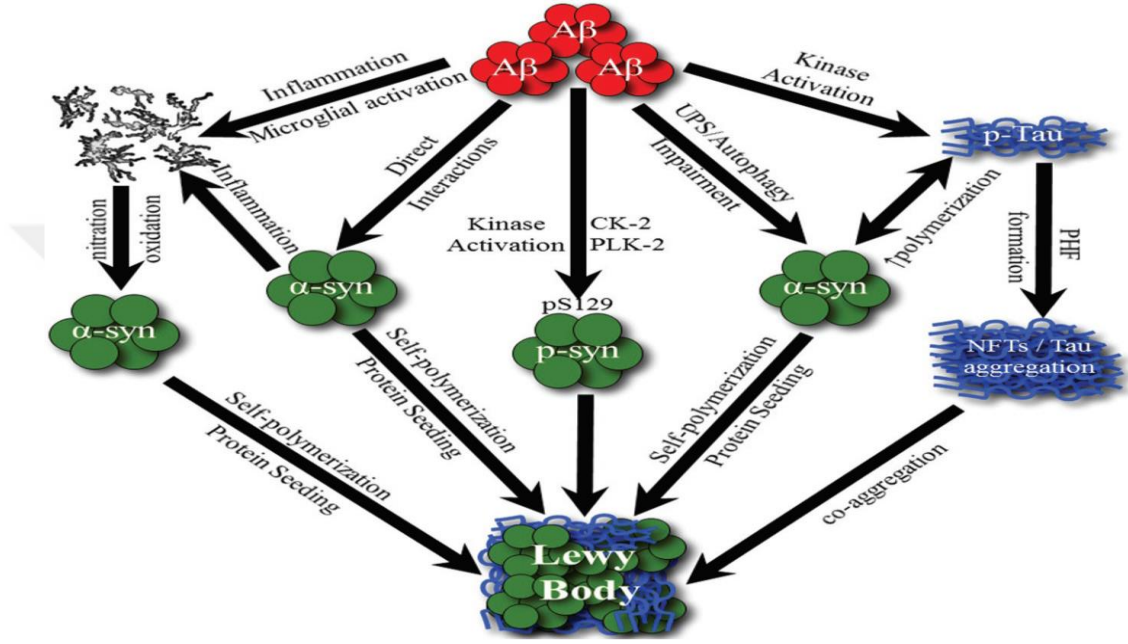 Aβ
Aβ
Aβ
Inflammation
Microglial activation
Kinase
Activation
Direct
Interactions
UPS/Autophagy
Impairment
p-Tau
nitration
oxidation
Inflammation
Kinase
Activation
CK-2
PLK-2
↑polymerization
PHF
formation
α-syn
α-syn
pS129
p-syn
α-syn
NFTs / Tau
aggregation
Self-polymerization
Protein Seeding
Self-polymerization
Protein Seeding
Self-polymerization
Protein Seeding
co-aggregation
Lewy
Body